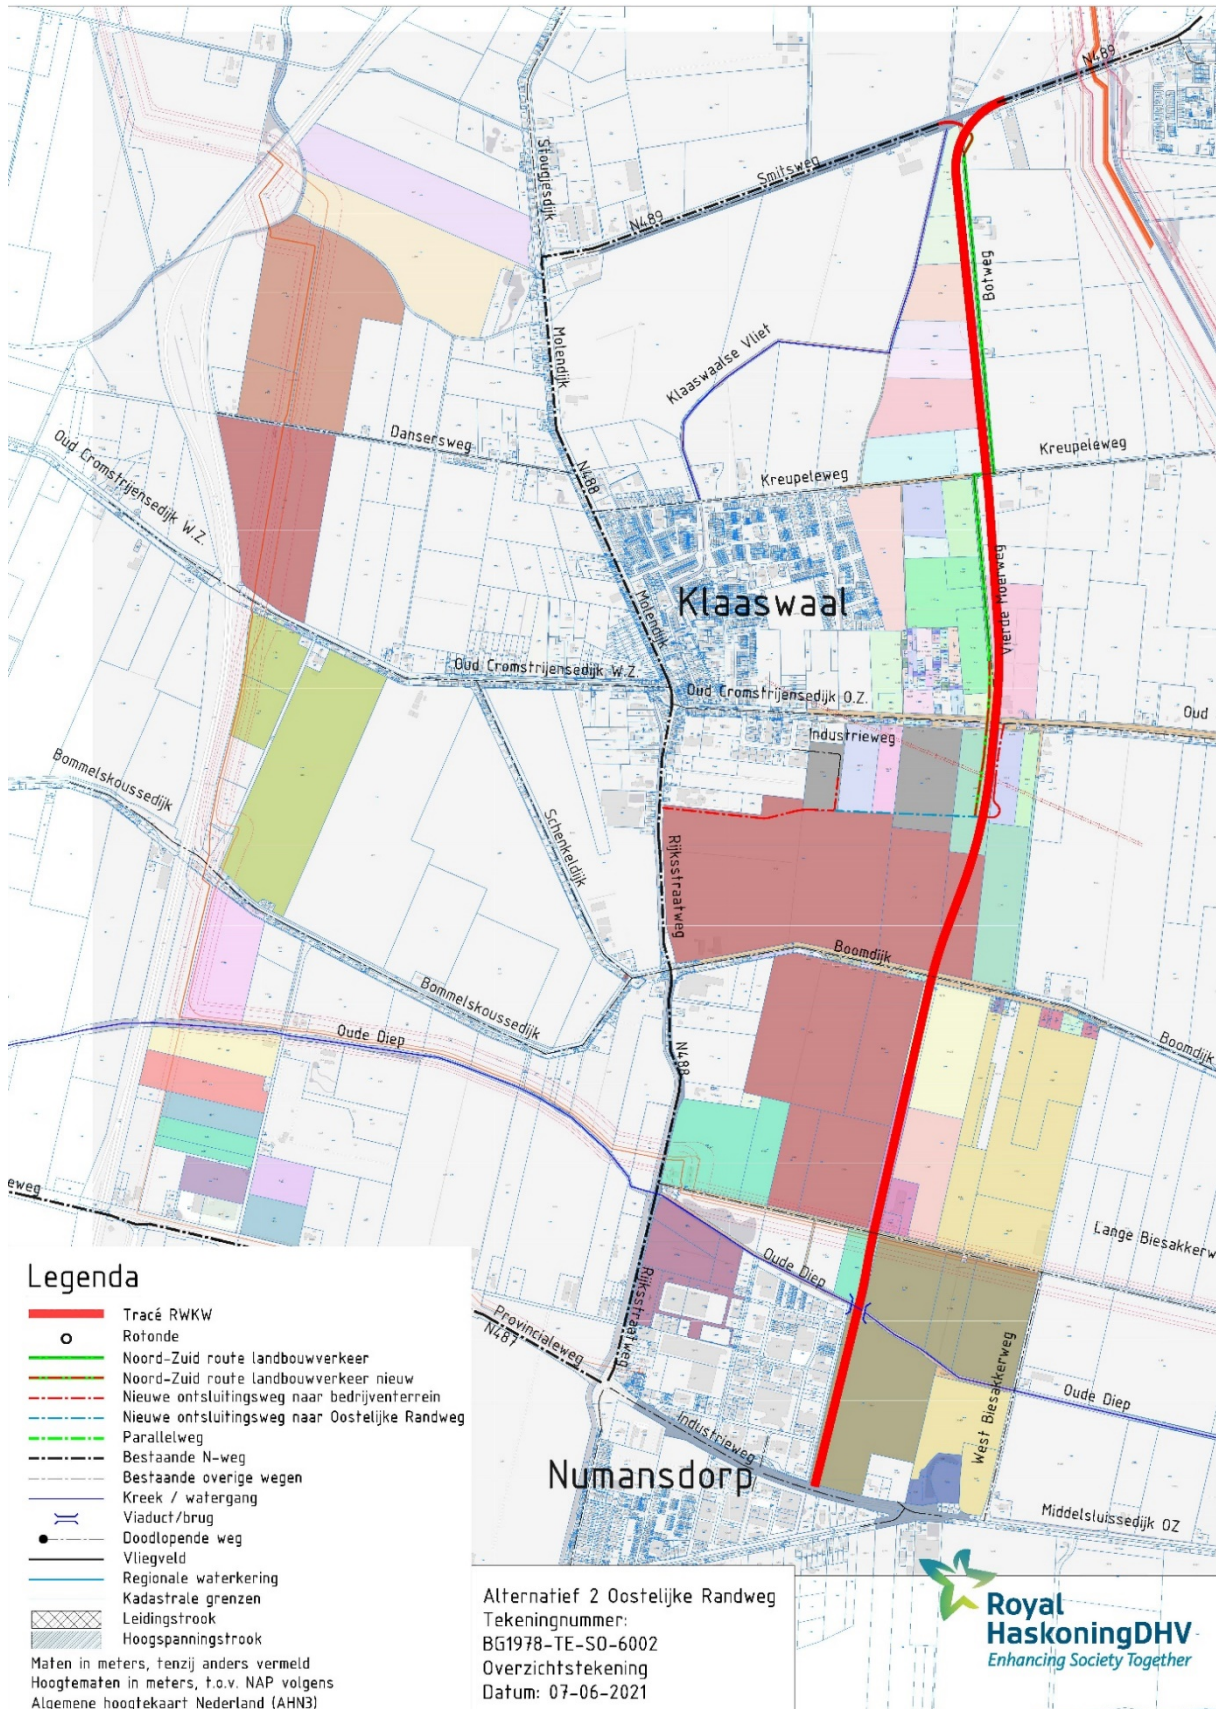 N489
Smitsweg
N489
Stougjesdijk
Botweg
Molendijk
Klaaswaalse Vliet
Dansersweg
Kreupeleweg
Kreupeleweg
Oud Cromstrijensedijk W.Z.
N488
Klaaswaal
Molendijk
Vierde Moerweg
Oud Cromstrijensedijk W.Z.
Oud Cromstrijensedijk O.Z.
Oud
Industrieweg
Bommelskoussedijk
Schenkeldijk
Rijksstraatweg
Boomdijk
Bommelskoussedijk
Oude Diep
N488
Boomdijk
eweg
Lange Biesakkerw
Oude Diep
Rijksstraatweg
Provincialeweg
N487
West Biesakkerweg
Oude Diep
Industrieweg
Numansdorp
Middelsluissedijk OZ
Legenda
Tracé RWKW
Rotonde
Noord-Zuid route landbouwverkeer
Noord-Zuid route landbouwverkeer nieuw
Nieuwe ontsluitingsweg naar bedrijventerrein
Nieuwe ontsluitingsweg naar Oostelijke Randweg
Parallelweg
Bestaande N-weg
Bestaande overige wegen
Kreek / watergang
Viaduct/brug
Doodlopende weg
Vliegveld
Regionale waterkering
Kadastrale grenzen
Leidingstrook
Hoogspanningstrook
Maten in meters, tenzij anders vermeld
Hoogtematen in meters, t.o.v. NAP volgens
Algemene hoogtekaart Nederland (AHN3)
Alternatief 2 Oostelijke Randweg
Tekeningnummer:
BG1978-TE-SO-6002
Overzichtstekening
Datum: 07-06-2021
Royal
HaskoningDHV
Enhancing Society Together